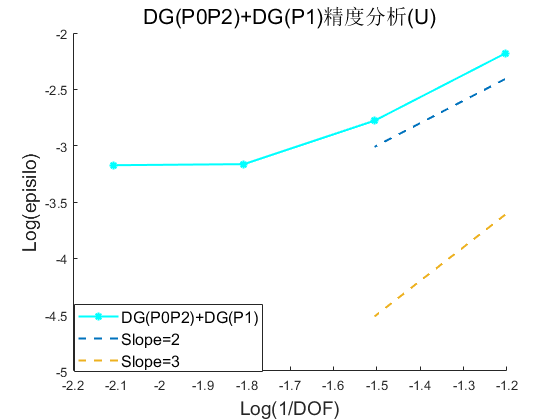 DG(P0P2)+DG(P1)精度分析(U)
-2
-2.5
-3
-3.5
-4
-4.5
-5
Log(episilo)
DG(P0P2)+DG(P1)
Slope=2
Slope=3
-2.2 -2.1 -2 -1.9 -1.8 -1.7 -1.6 -1.5 -1.4 -1.3 -1.2
Log(1/DOF)